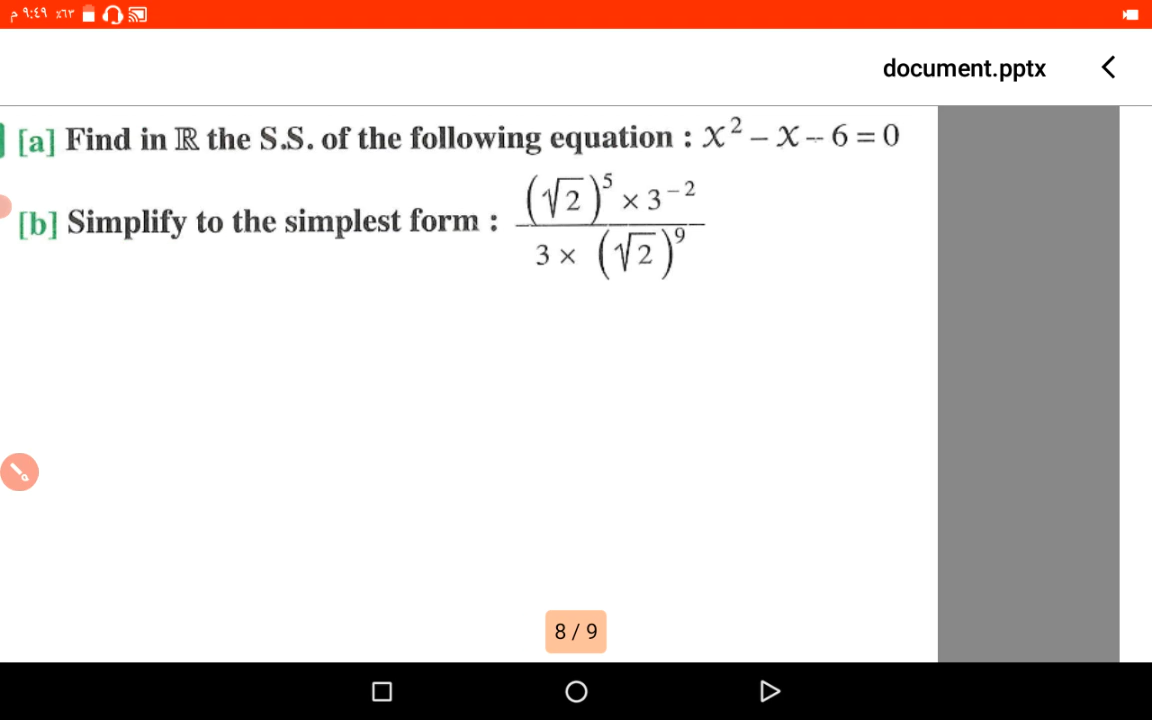 م ٩:٤٩ ٪٦٣
document.pptx
[a] Find in ℝ the S.S. of the following equation : x² – x – 6 = 0
[b] Simplify to the simplest form : (√2)⁵ × 3⁻² / 3 × (√2)⁹
8 / 9